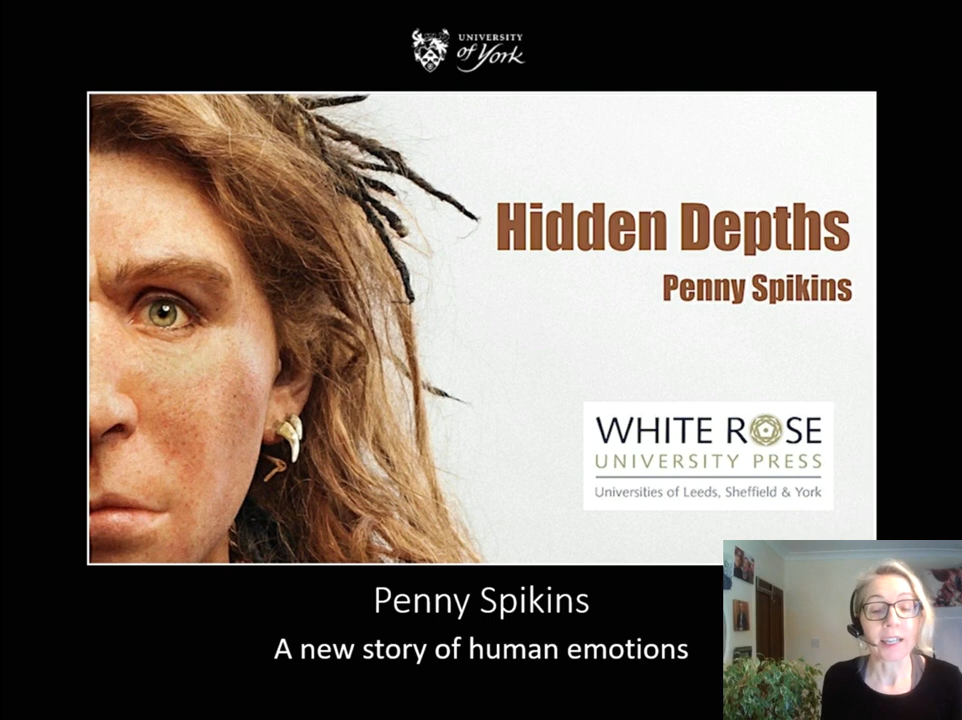 UNIVERSITY
of York
Hidden Depths
Penny Spikins
WHITE ROSE
UNIVERSITY PRESS
Universities of Leeds, Sheffield & York
Penny Spikins
A new story of human emotions